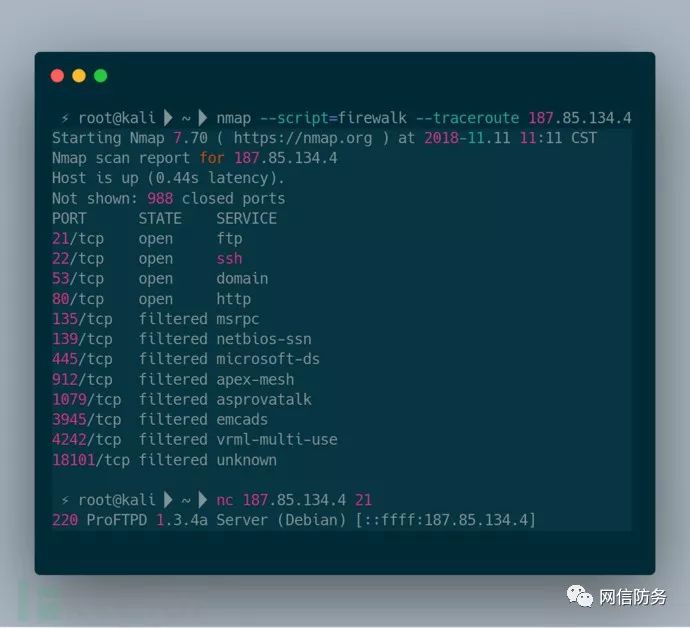 ⚡ root@kali ~ nmap --script=firewalk --traceroute 187.85.134.4
Starting Nmap 7.70 ( https://nmap.org ) at 2018-11.11 11:11 CST
Nmap scan report for 187.85.134.4
Host is up (0.44s latency).
Not shown: 988 closed ports
PORT STATE SERVICE
21/tcp open ftp
22/tcp open ssh
53/tcp open domain
80/tcp open http
135/tcp filtered msrpc
139/tcp filtered netbios-ssn
445/tcp filtered microsoft-ds
912/tcp filtered apex-mesh
1079/tcp filtered asprovatalk
3945/tcp filtered emcads
4242/tcp filtered vrml-multi-use
18101/tcp filtered unknown
⚡ root@kali ~ nc 187.85.134.4 21
220 ProFTPD 1.3.4a Server (Debian) [::ffff:187.85.134.4]
网信防务